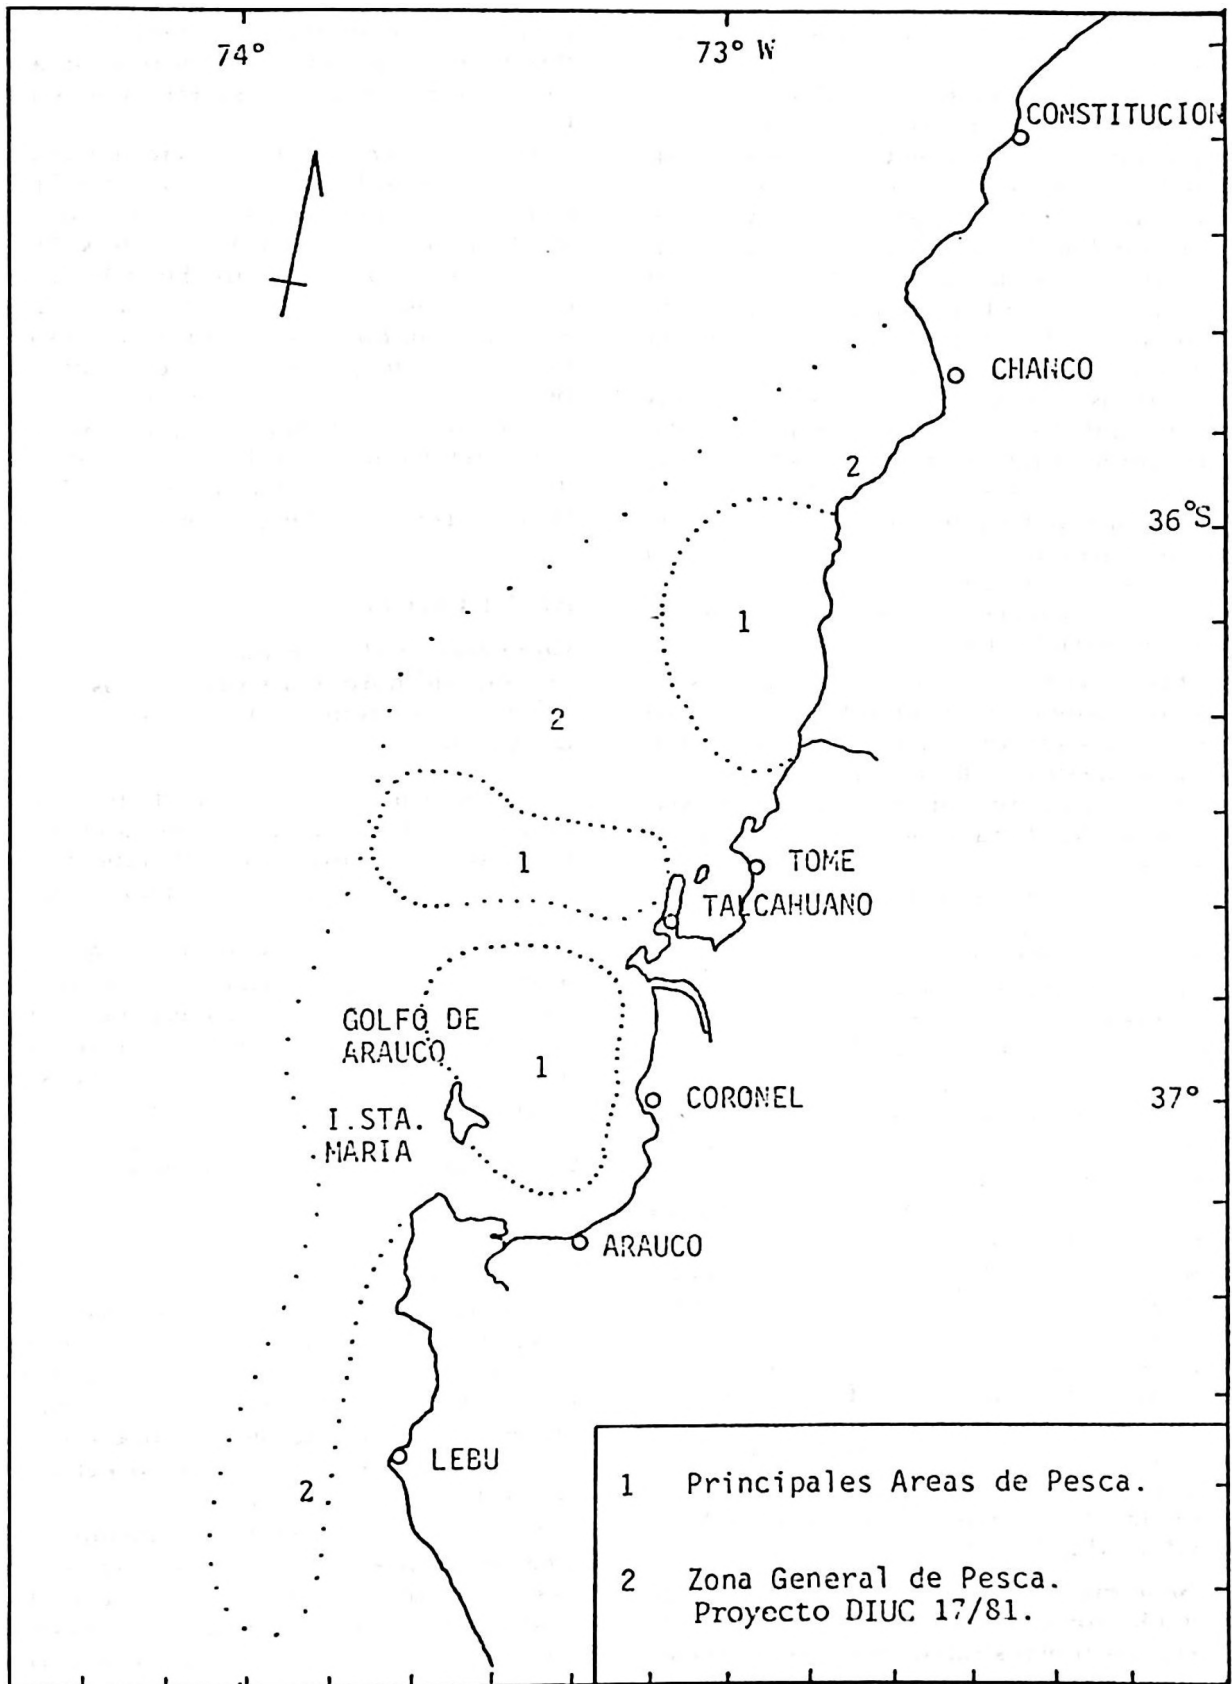 74°
73° W
CONSTITUCION
CHANCO
2
36°S
1
2
1
TOME
TALCAHUANO
GOLFO DE
ARAUCO
1
I.STA.
MARIA
CORONEL
37°
ARAUCO
LEBU
2
1 Principales Areas de Pesca.
2 Zona General de Pesca.
Proyecto DIUC 17/81.